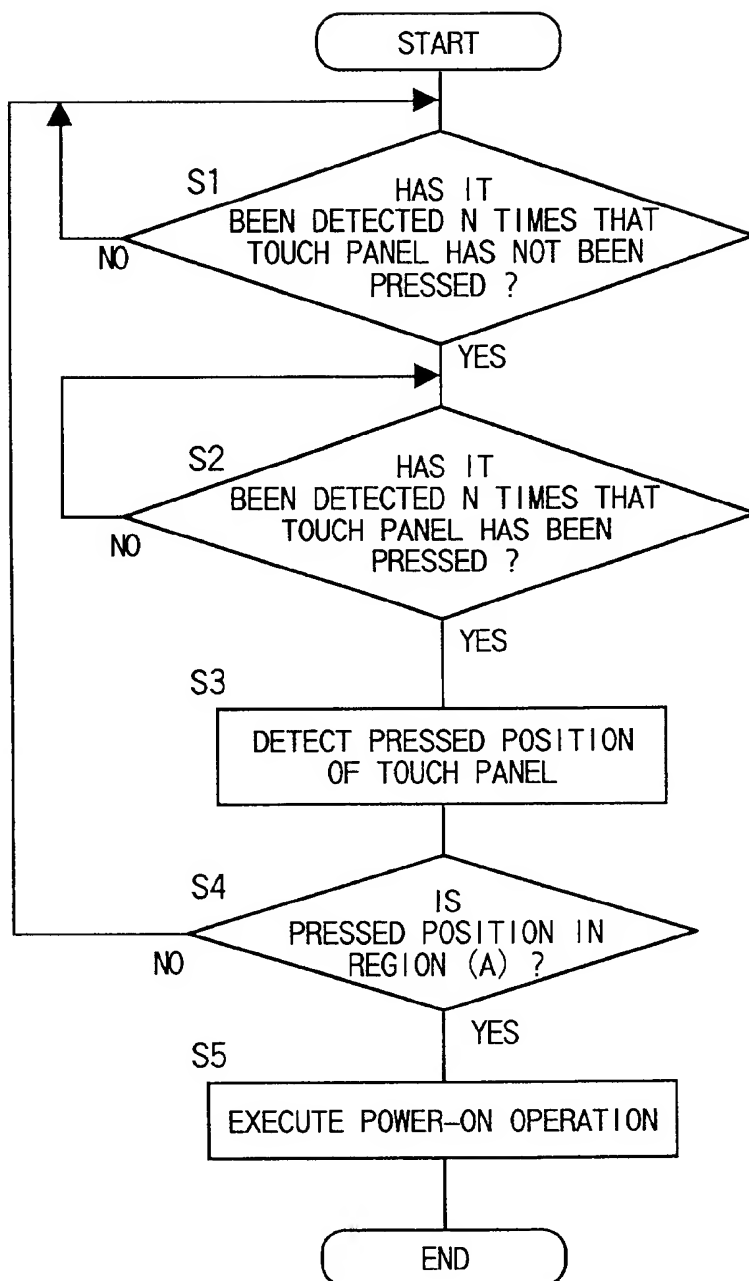 START
S1
HAS IT
BEEN DETECTED N TIMES THAT
TOUCH PANEL HAS NOT BEEN
PRESSED ?
NO
YES
S2
HAS IT
BEEN DETECTED N TIMES THAT
TOUCH PANEL HAS BEEN
PRESSED ?
NO
YES
S3
DETECT PRESSED POSITION
OF TOUCH PANEL
S4
IS
PRESSED POSITION IN
REGION (A) ?
NO
YES
S5
EXECUTE POWER-ON OPERATION
END